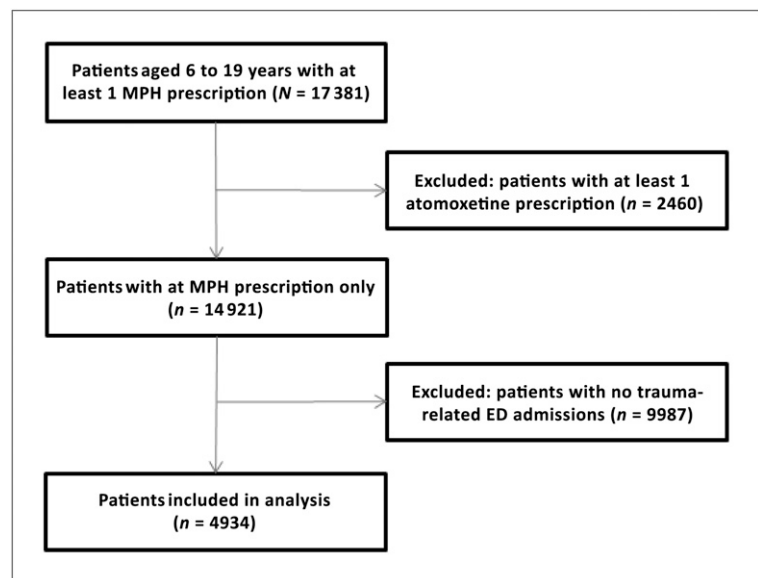 Patients aged 6 to 19 years with at
least 1 MPH prescription (N = 17 381)
Excluded: patients with at least 1
atomoxetine prescription (n = 2460)
Patients with at MPH prescription only
(n = 14 921)
Excluded: patients with no trauma-
related ED admissions (n = 9987)
Patients included in analysis
(n = 4934)